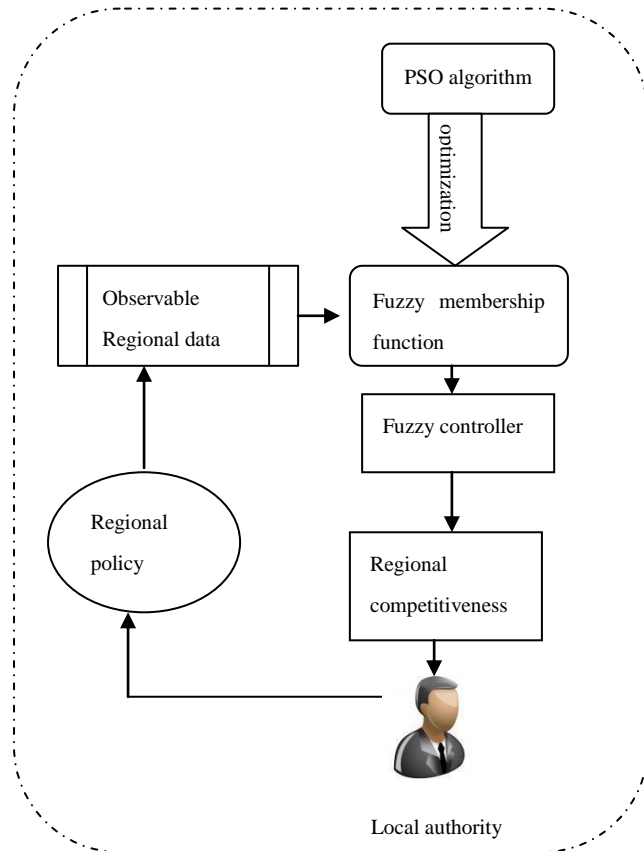 PSO algorithm
optimization
Observable
Regional data
Fuzzy membership
function
Fuzzy controller
Regional
policy
Regional
competitiveness
Local authority